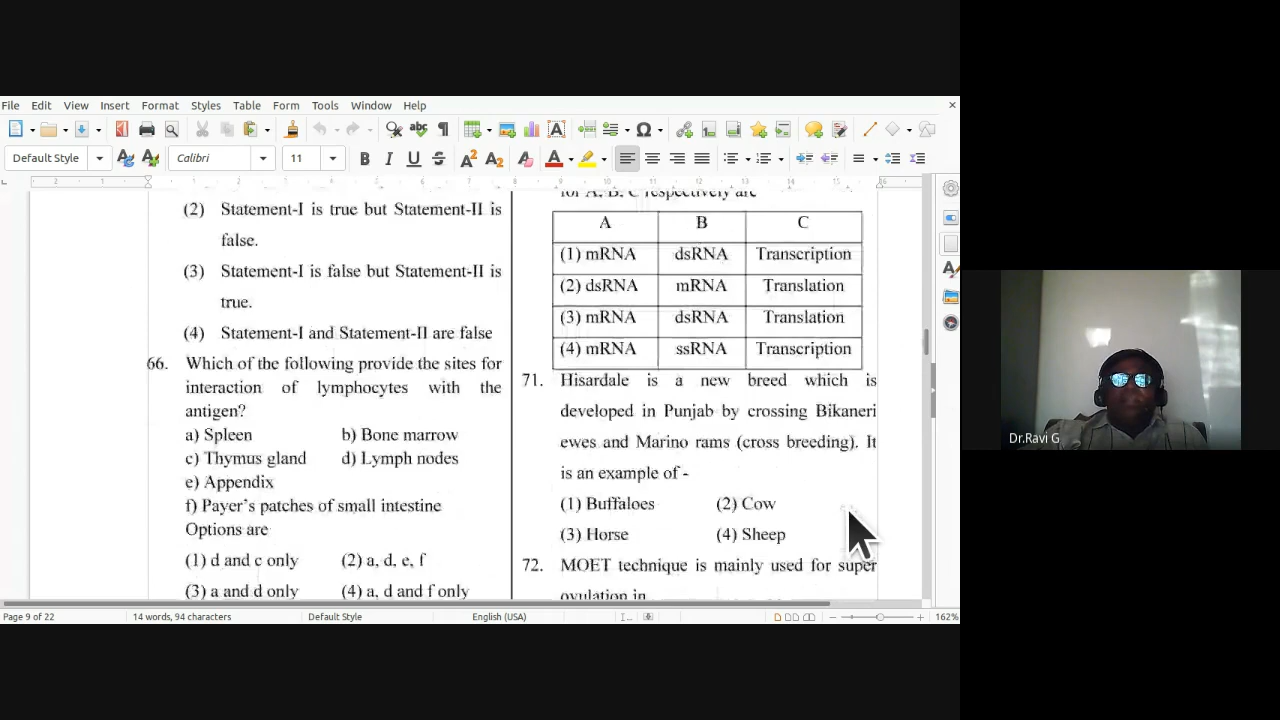 File Edit View Insert Format Styles Table Form Tools Window Help
Default Style Calibri 11
(2) Statement-I is true but Statement-II is
false.
(3) Statement-I is false but Statement-II is
true.
(4) Statement-I and Statement-II are false
66. Which of the following provide the sites for
interaction of lymphocytes with the
antigen?
a) Spleen b) Bone marrow
c) Thymus gland d) Lymph nodes
e) Appendix
f) Payer's patches of small intestine
Options are
(1) d and c only (2) a, d, e, f
(3) a and d only (4) a, d and f only
for A, B, C respectively are
A B C
(1) mRNA dsRNA Transcription
(2) dsRNA mRNA Translation
(3) mRNA dsRNA Translation
(4) mRNA ssRNA Transcription
71. Hisardale is a new breed which is
developed in Punjab by crossing Bikaneri
ewes and Marino rams (cross breeding). It
is an example of -
(1) Buffaloes (2) Cow
(3) Horse (4) Sheep
72. MOET technique is mainly used for super
ovulation in
Page 9 of 22 14 words, 94 characters Default Style English (USA) 162%
Dr.Ravi G